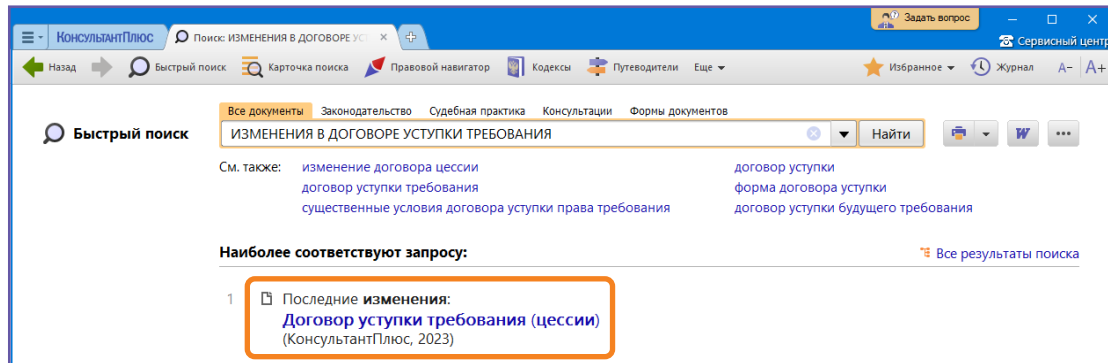 Задать вопрос
КонсультантПлюс
Поиск: ИЗМЕНЕНИЯ В ДОГОВОРЕ УС
Сервисный центр
Назад
Быстрый поиск
Карточка поиска
Правовой навигатор
Кодексы
Путеводители
Еще
Избранное
Журнал
A−
A+
Все документы Законодательство Судебная практика Консультации Формы документов
Быстрый поиск
ИЗМЕНЕНИЯ В ДОГОВОРЕ УСТУПКИ ТРЕБОВАНИЯ
Найти
W
См. также: изменение договора цессии договор уступки
договор уступки требования форма договора уступки
существенные условия договора уступки права требования договор уступки будущего требования
Наиболее соответствуют запросу:
Все результаты поиска
1 Последние изменения:
Договор уступки требования (цессии)
(КонсультантПлюс, 2023)